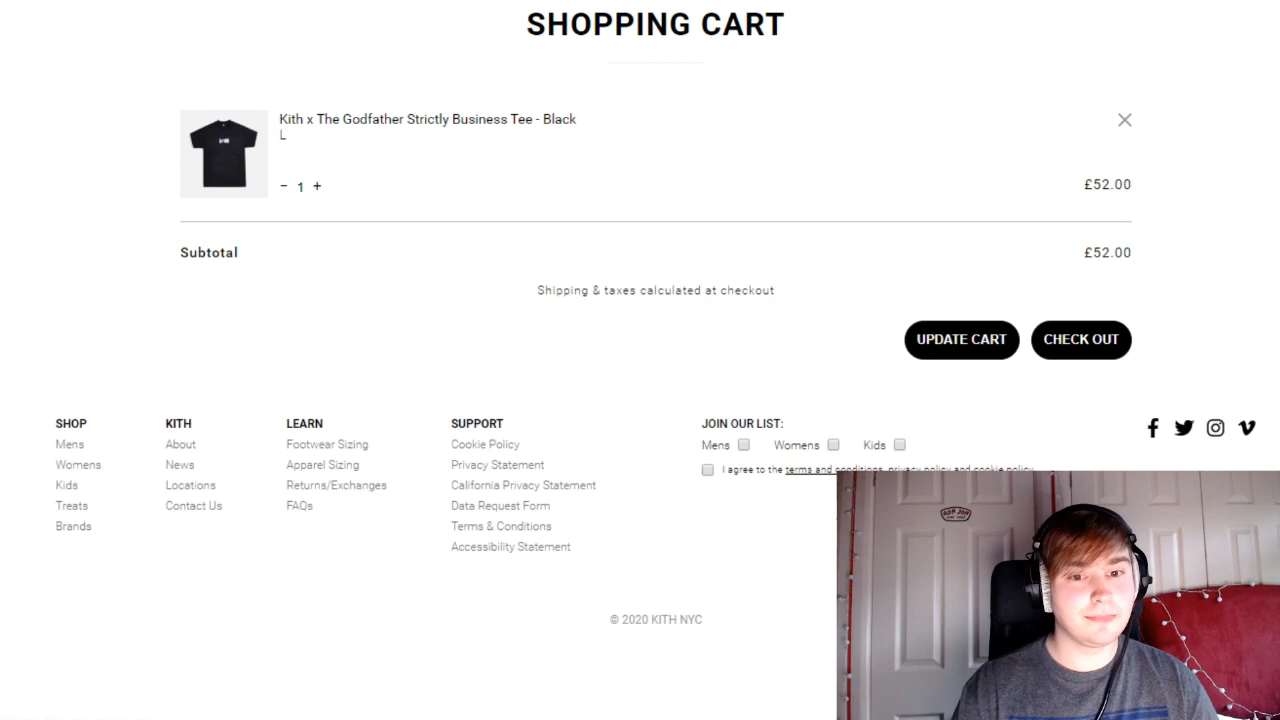 SHOPPING CART
Kith x The Godfather Strictly Business Tee - Black
L
− 1 +
£52.00
Subtotal
£52.00
Shipping & taxes calculated at checkout
UPDATE CART
CHECK OUT
SHOP
Mens
Womens
Kids
Treats
Brands
KITH
About
News
Locations
Contact Us
LEARN
Footwear Sizing
Apparel Sizing
Returns/Exchanges
FAQs
SUPPORT
Cookie Policy
Privacy Statement
California Privacy Statement
Data Request Form
Terms & Conditions
Accessibility Statement
JOIN OUR LIST:
Mens Womens Kids
I agree to the terms and conditions, privacy policy and cookie policy.
© 2020 KITH NYC